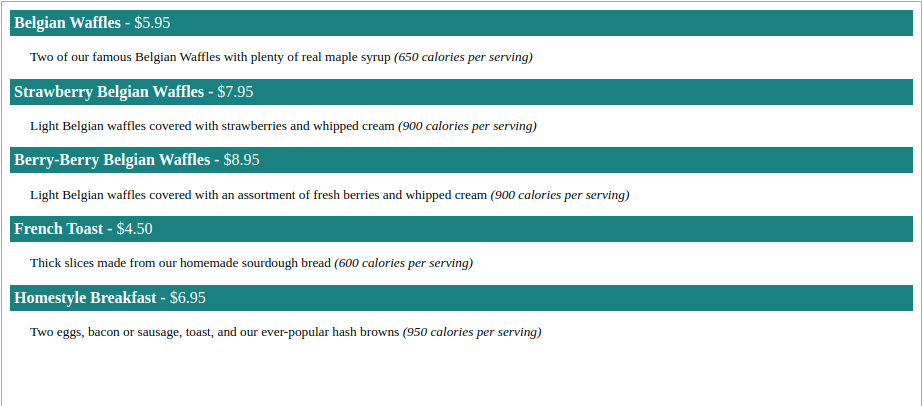 Belgian Waffles - $5.95
Two of our famous Belgian Waffles with plenty of real maple syrup (650 calories per serving)
Strawberry Belgian Waffles - $7.95
Light Belgian waffles covered with strawberries and whipped cream (900 calories per serving)
Berry-Berry Belgian Waffles - $8.95
Light Belgian waffles covered with an assortment of fresh berries and whipped cream (900 calories per serving)
French Toast - $4.50
Thick slices made from our homemade sourdough bread (600 calories per serving)
Homestyle Breakfast - $6.95
Two eggs, bacon or sausage, toast, and our ever-popular hash browns (950 calories per serving)